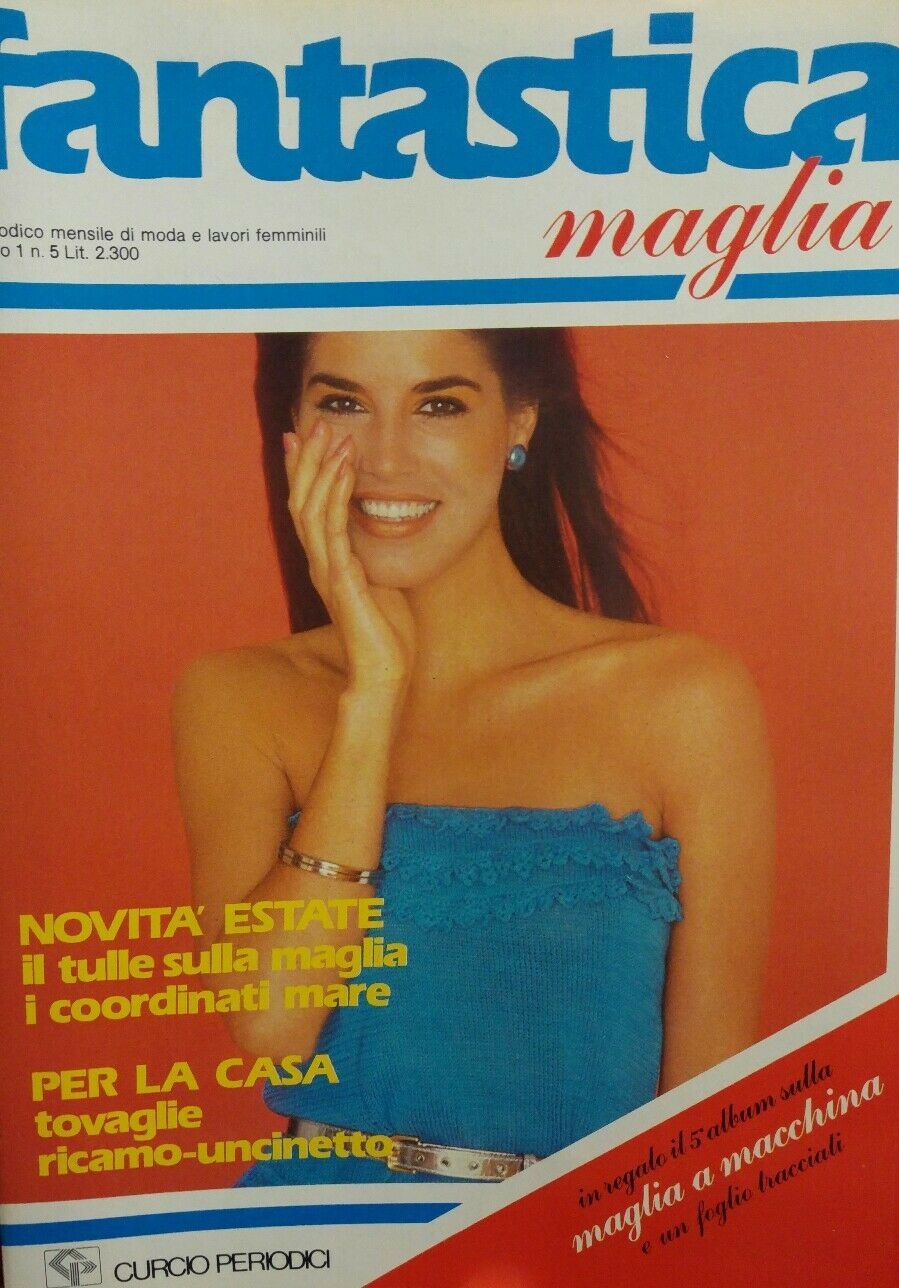 fantastica
maglia
odico mensile di moda e lavori femminili
o 1 n. 5 Lit. 2.300
NOVITA' ESTATE
il tulle sulla maglia
i coordinati mare
PER LA CASA
tovaglie
ricamo-uncinetto
in regalo il 5° album sulla
maglia a macchina
e un foglio tracciati
CURCIO PERIODICI